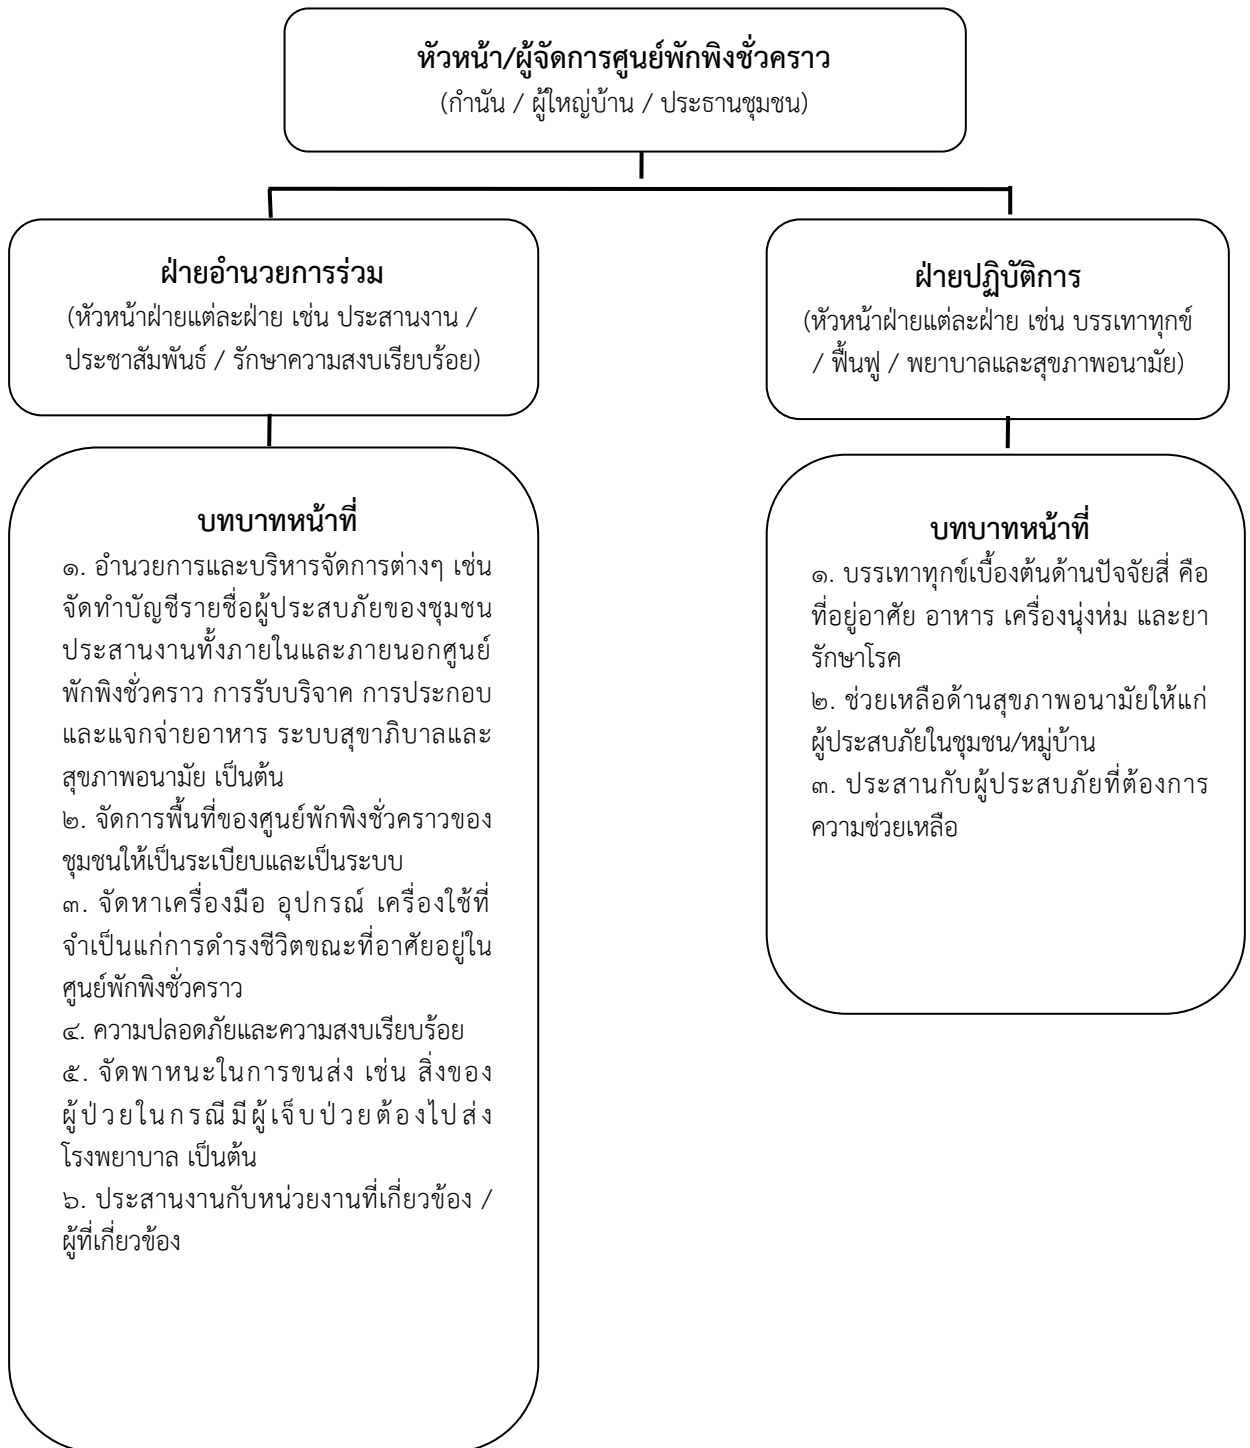 หัวหน้า/ผู้จัดการศูนย์พักพิงชั่วคราว
(กำนัน / ผู้ใหญ่บ้าน / ประธานชุมชน)
ฝ่ายอำนวยการร่วม
(หัวหน้าฝ่ายแต่ละฝ่าย เช่น ประสานงาน /
ประชาสัมพันธ์ / รักษาความสงบเรียบร้อย)
บทบาทหน้าที่
๑. อำนวยการและบริหารจัดการต่างๆ เช่น
จัดทำบัญชีรายชื่อผู้ประสบภัยของชุมชน
ประสานงานทั้งภายในและภายนอกศูนย์
พักพิงชั่วคราว การรับบริจาค การประกอบ
และแจกจ่ายอาหาร ระบบสุขาภิบาลและ
สุขภาพอนามัย เป็นต้น
๒. จัดการพื้นที่ของศูนย์พักพิงชั่วคราวของ
ชุมชนให้เป็นระเบียบและเป็นระบบ
๓. จัดหาเครื่องมือ อุปกรณ์ เครื่องใช้ที่
จำเป็นแก่การดำรงชีวิตขณะที่อาศัยอยู่ใน
ศูนย์พักพิงชั่วคราว
๔. ความปลอดภัยและความสงบเรียบร้อย
๕. จัดพาหนะในการขนส่ง เช่น สิ่งของ
ผู้ป่วยในกรณีมีผู้เจ็บป่วยต้องไปส่ง
โรงพยาบาล เป็นต้น
๖. ประสานงานกับหน่วยงานที่เกี่ยวข้อง /
ผู้ที่เกี่ยวข้อง
ฝ่ายปฏิบัติการ
(หัวหน้าฝ่ายแต่ละฝ่าย เช่น บรรเทาทุกข์
/ ฟื้นฟู / พยาบาลและสุขภาพอนามัย)
บทบาทหน้าที่
๑. บรรเทาทุกข์เบื้องต้นด้านปัจจัยสี่ คือ
ที่อยู่อาศัย อาหาร เครื่องนุ่งห่ม และยา
รักษาโรค
๒. ช่วยเหลือด้านสุขภาพอนามัยให้แก่
ผู้ประสบภัยในชุมชน/หมู่บ้าน
๓. ประสานกับผู้ประสบภัยที่ต้องการ
ความช่วยเหลือ